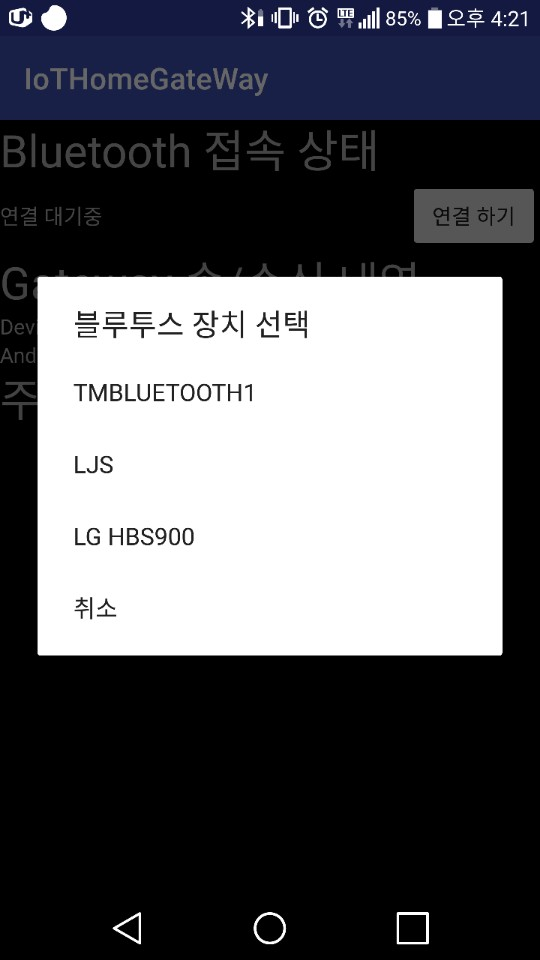 LTE 85% 오후 4:21
IoTHomeGateWay
Bluetooth 접속 상태
연결 대기중
연결 하기
블루투스 장치 선택
TMBLUETOOTH1
LJS
LG HBS900
취소